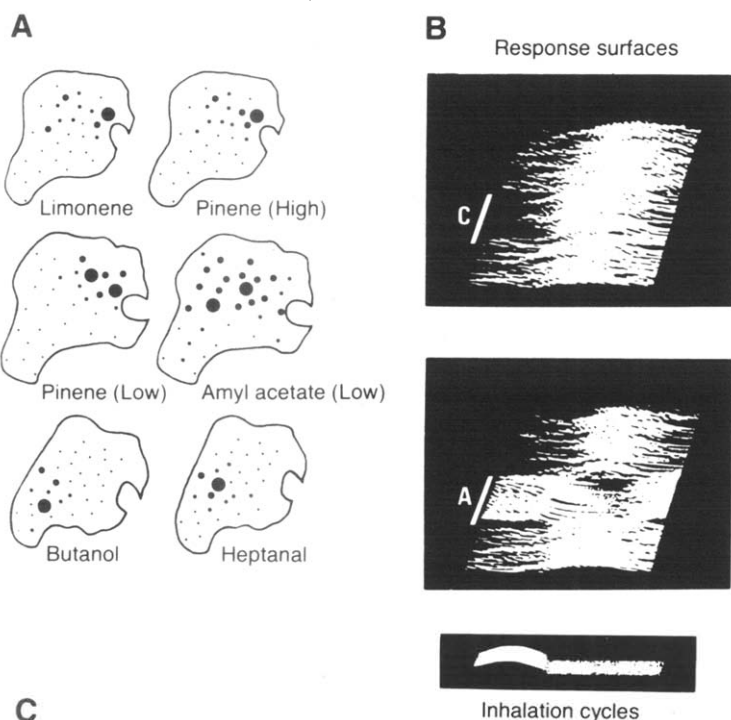 A
Limonene
Pinene (High)
Pinene (Low)
Amyl acetate (Low)
Butanol
Heptanal
B
Response surfaces
C
A
Inhalation cycles
C